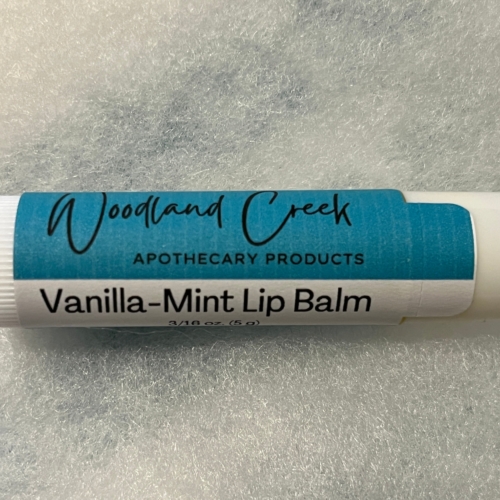 Woodland Creek
APOTHECARY PRODUCTS
Vanilla-Mint Lip Balm
3/16 oz. (5 g)